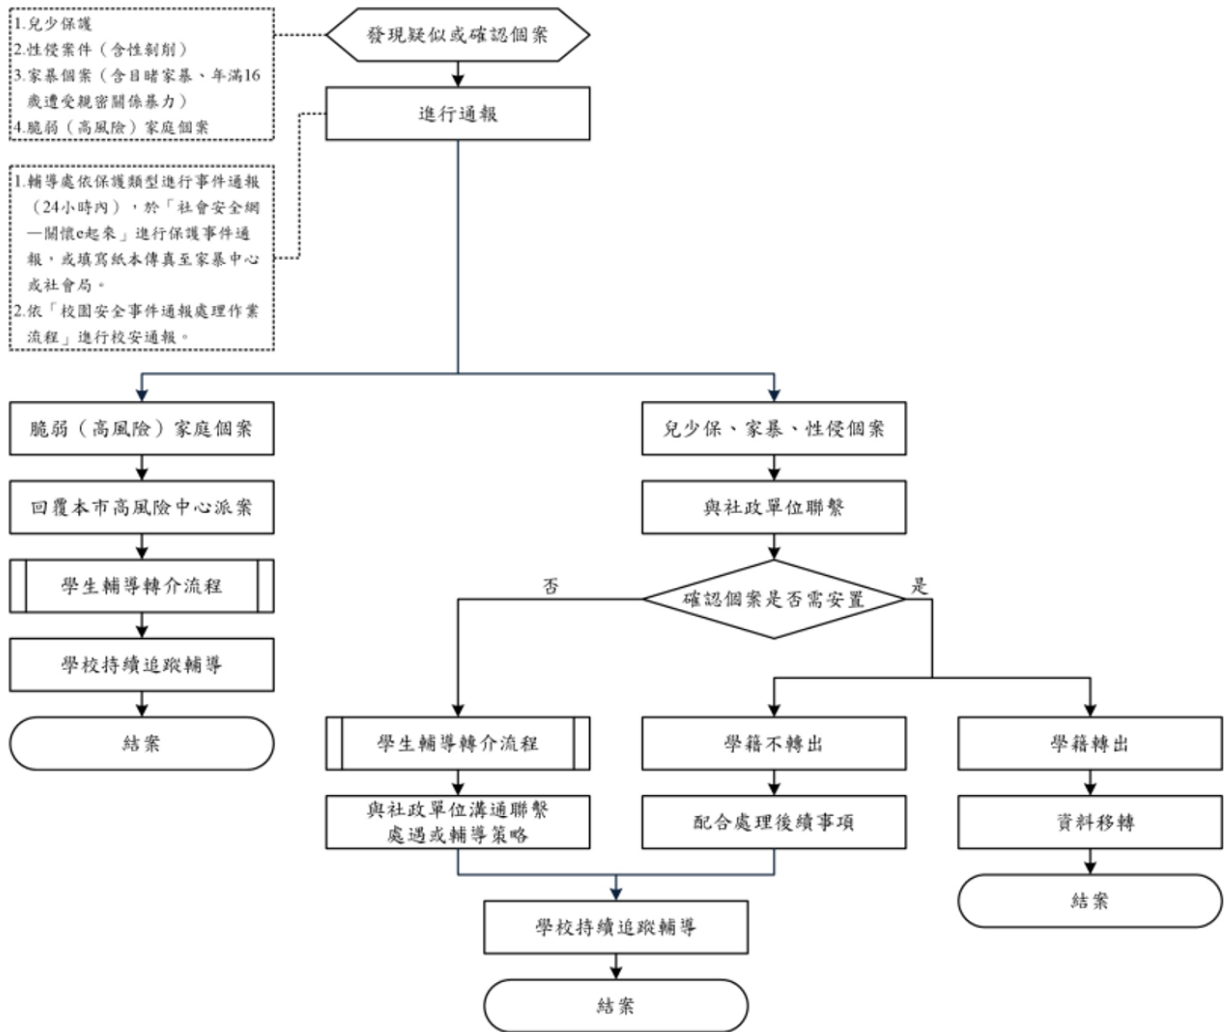 1.兒少保護
2.性侵案件（含性剝削）
3.家暴個案（含目睹家暴、年滿16
歲遭受親密關係暴力）
4.脆弱（高風險）家庭個案
發現疑似或確認個案
進行通報
1.輔導處依保護類型進行事件通報
（24小時內），於「社會安全網
—關懷e起來」進行保護事件通
報，或填寫紙本傳真至家暴中心
或社會局。
2.依「校園安全事件通報處理作業
流程」進行校安通報。
脆弱（高風險）家庭個案
回覆本市高風險中心派案
學生輔導轉介流程
學校持續追蹤輔導
結案
兒少保、家暴、性侵個案
與社政單位聯繫
確認個案是否需安置
否
是
學生輔導轉介流程
與社政單位溝通聯繫
處遇或輔導策略
學籍不轉出
配合處理後續事項
學籍轉出
資料移轉
結案
學校持續追蹤輔導
結案